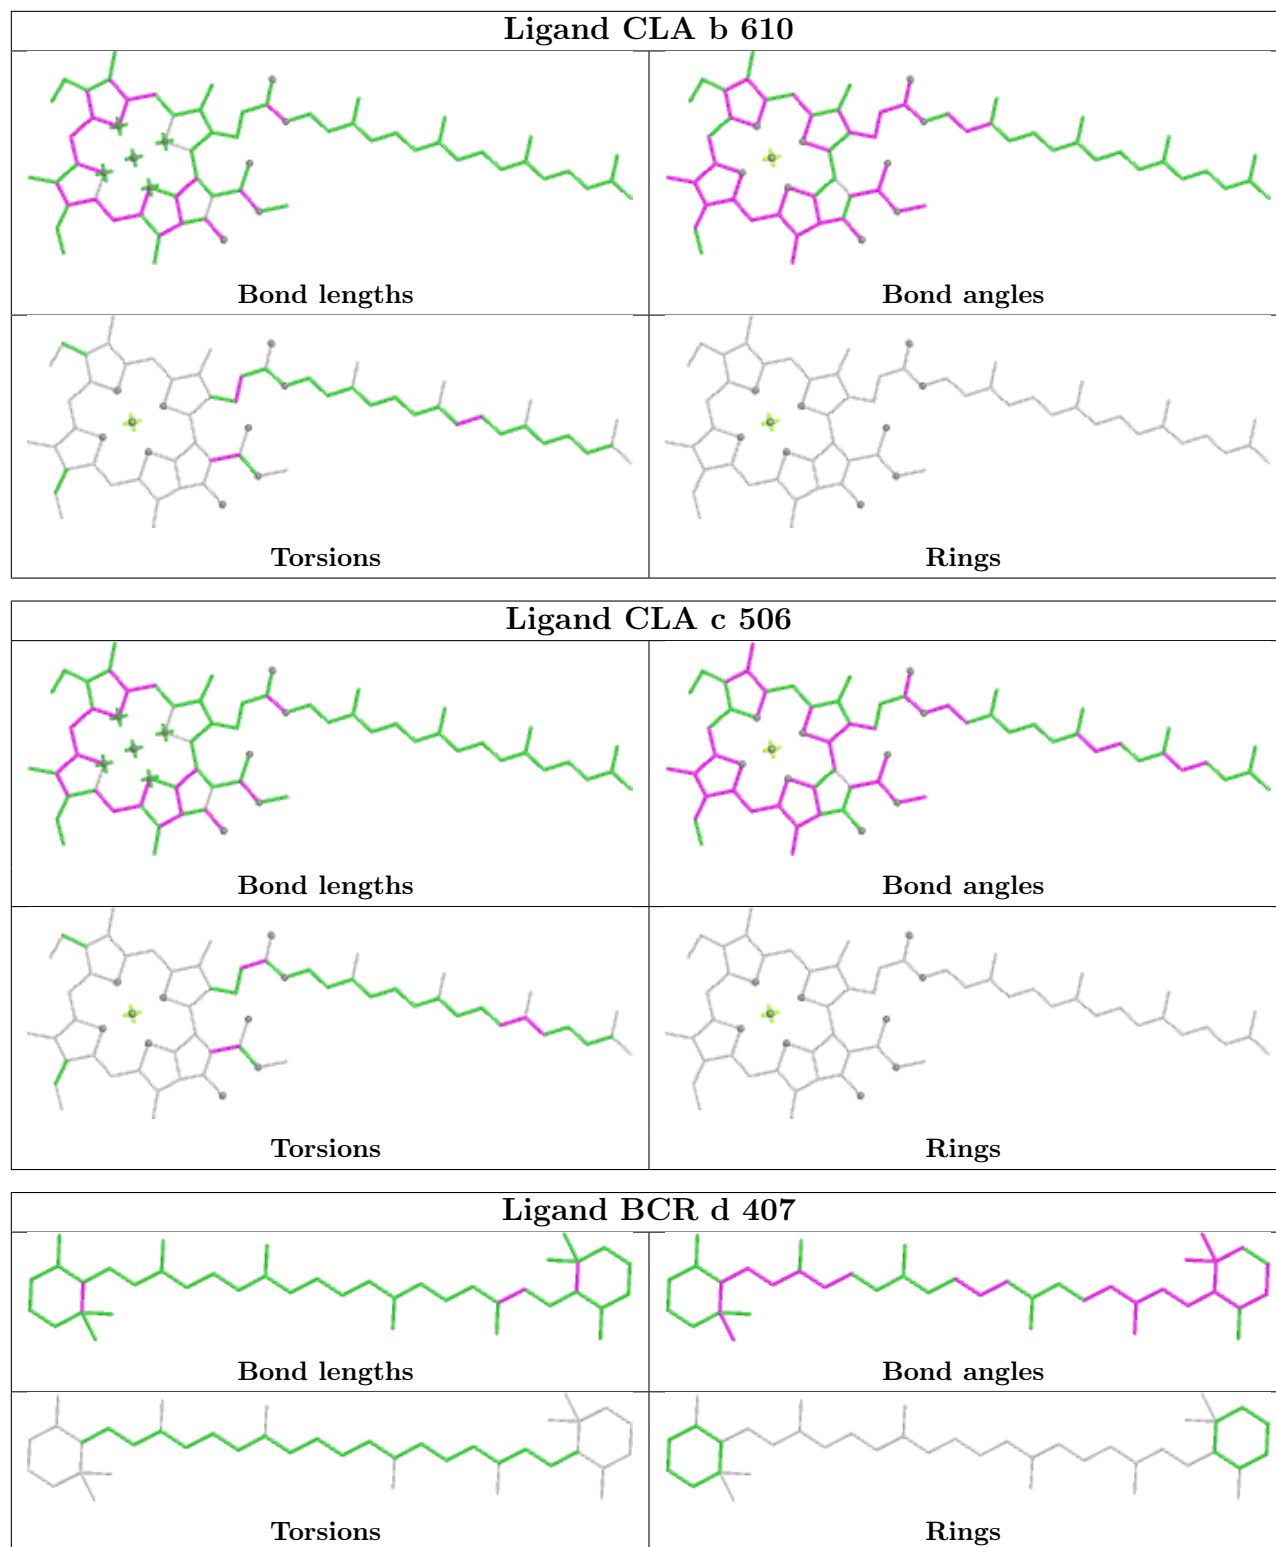 Ligand CLA b 610
Bond lengths
Bond angles
Torsions
Rings
Ligand CLA c 506
Bond lengths
Bond angles
Torsions
Rings
Ligand BCR d 407
Bond lengths
Bond angles
Torsions
Rings